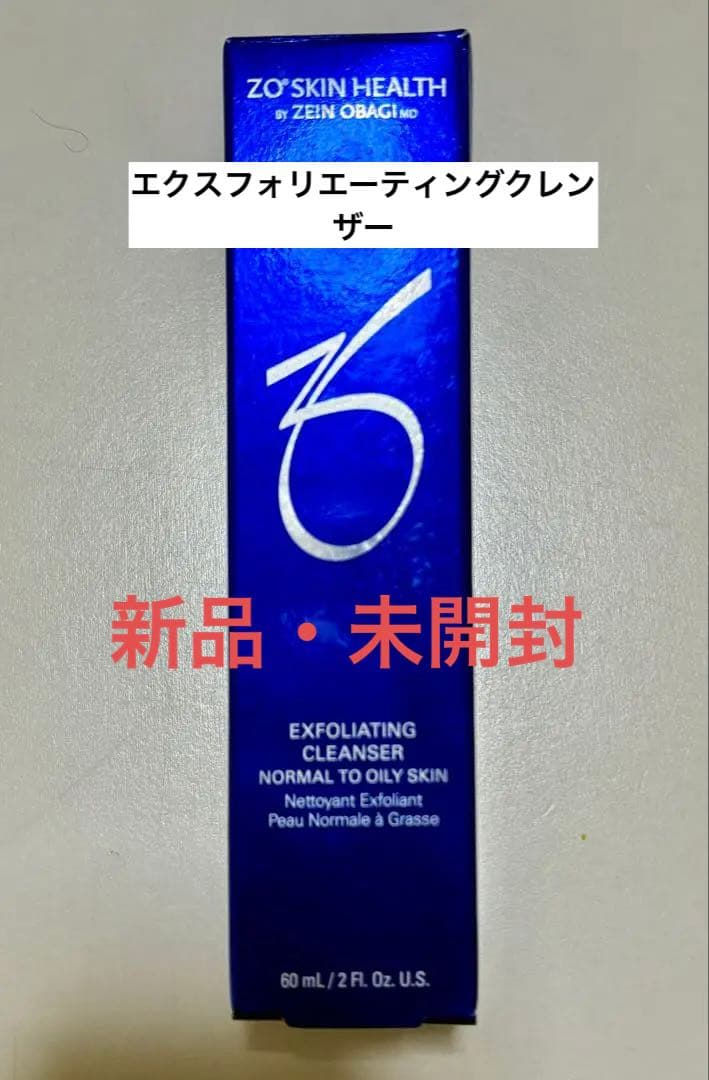 ZO® SKIN HEALTH
BY ZEIN OBAGI MD
エクスフォリエーティングクレン
ザー
新品・未開封
EXFOLIATING
CLEANSER
NORMAL TO OILY SKIN
Nettoyant Exfoliant
Peau Normale à Grasse
60 mL / 2 Fl. Oz. U.S.